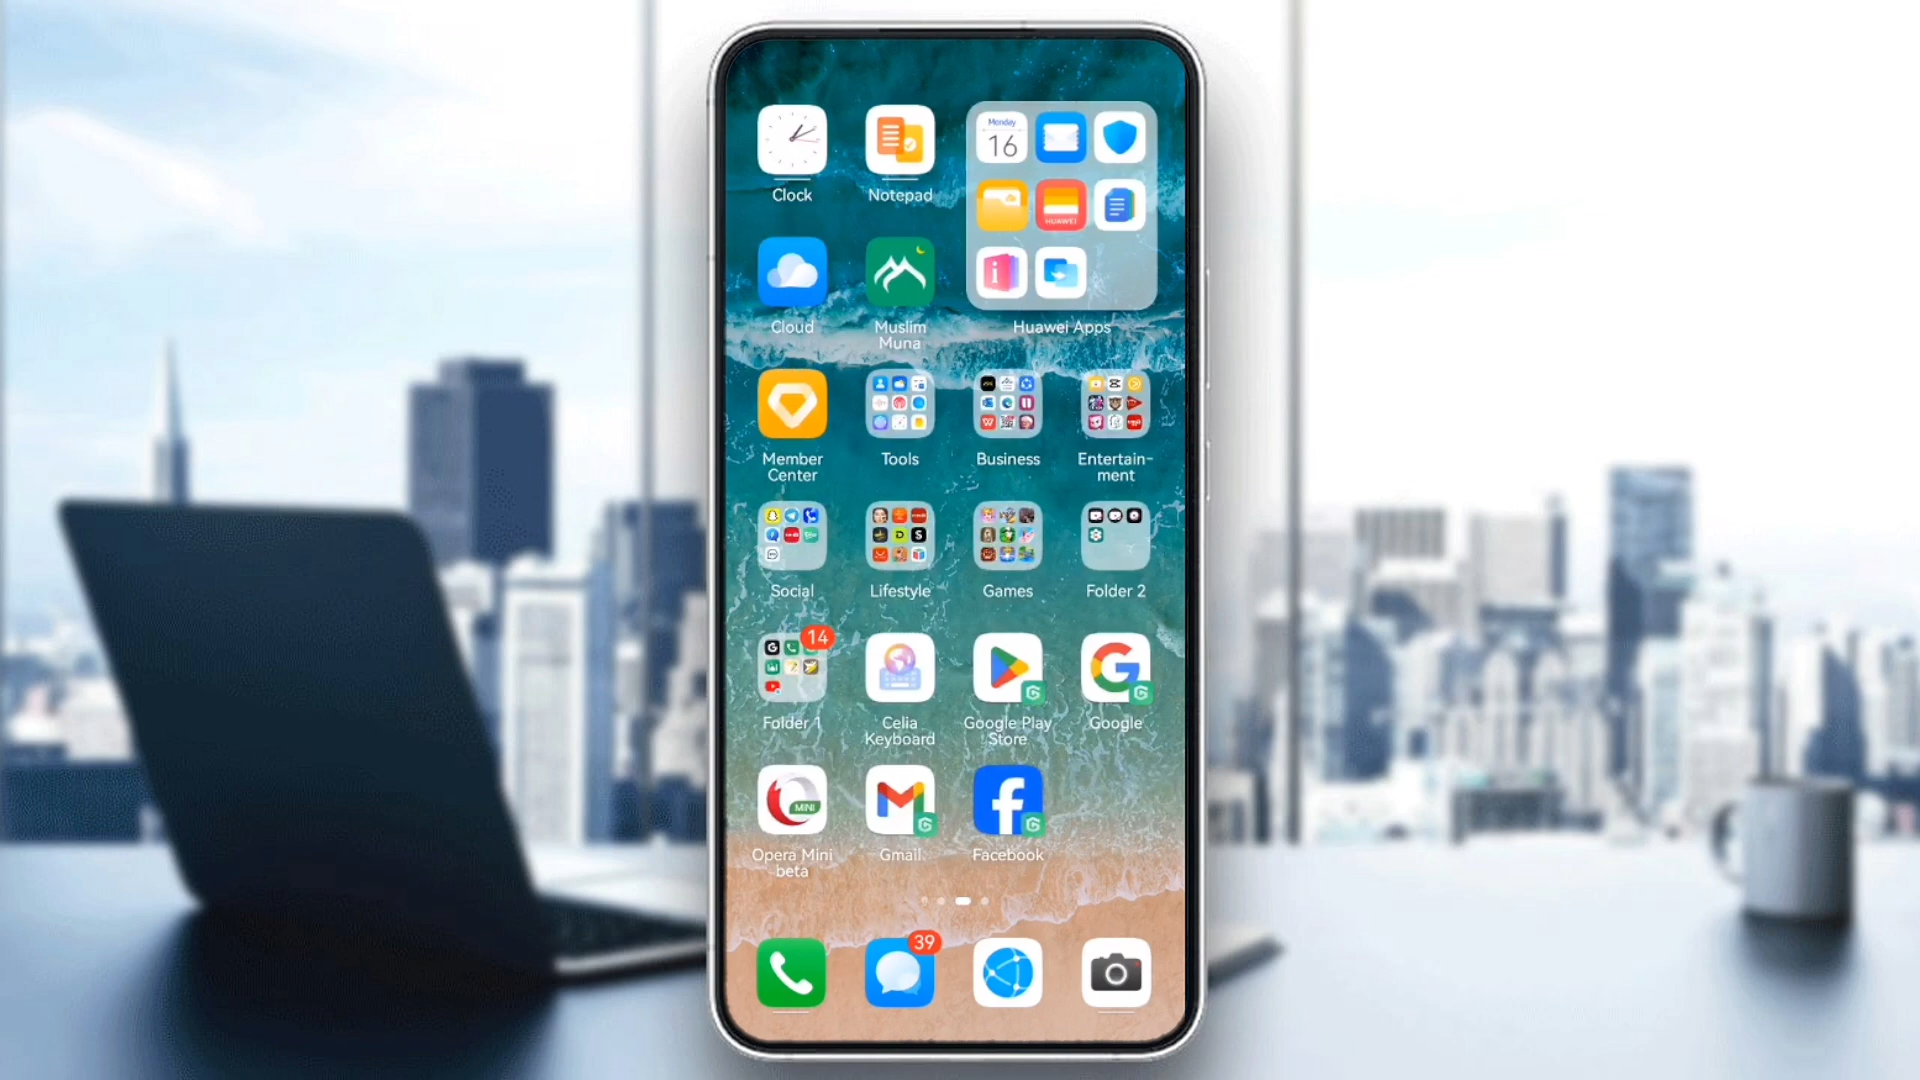 Monday
16
HUAWEI
Clock
Notepad
Cloud
Muslim
Muna
Huawei Apps
Member
Center
Tools
Business
Entertain-
ment
Social
Lifestyle
Games
Folder 2
14
Folder 1
Celia
Keyboard
Google Play
Store
Google
MINI
Opera Mini
beta
Gmail
Facebook
39